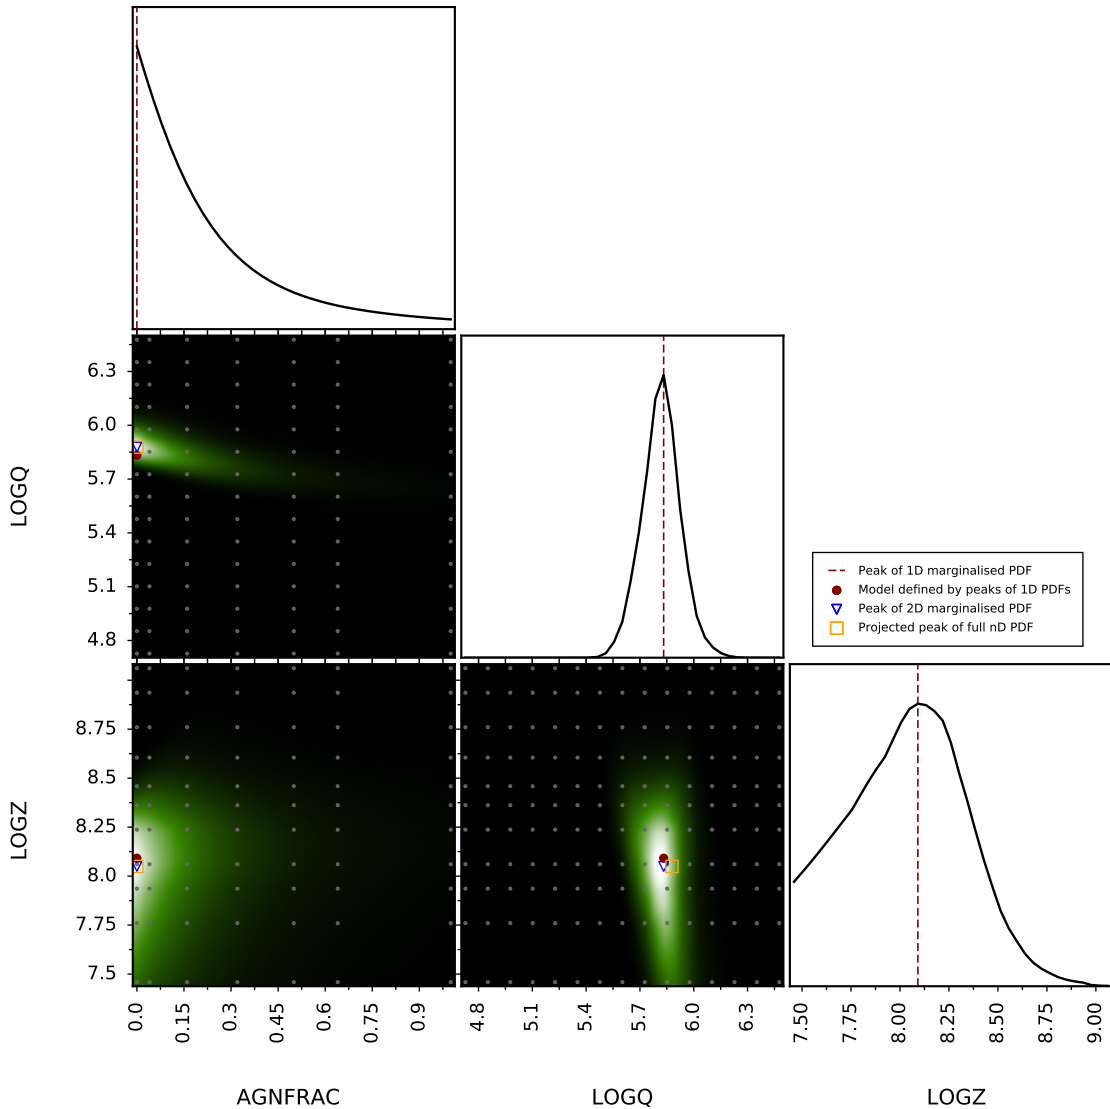 6.3
6.0
5.7
5.4
5.1
4.8
LOGQ
Peak of 1D marginalised PDF
Model defined by peaks of 1D PDFs
Peak of 2D marginalised PDF
Projected peak of full nD PDF
8.75
8.5
8.25
8.0
7.75
7.5
LOGZ
0.0 0.15 0.3 0.45 0.6 0.75 0.9
4.8 5.1 5.4 5.7 6.0 6.3
7.50 7.75 8.00 8.25 8.50 8.75 9.00
AGNFRAC LOGQ LOGZ